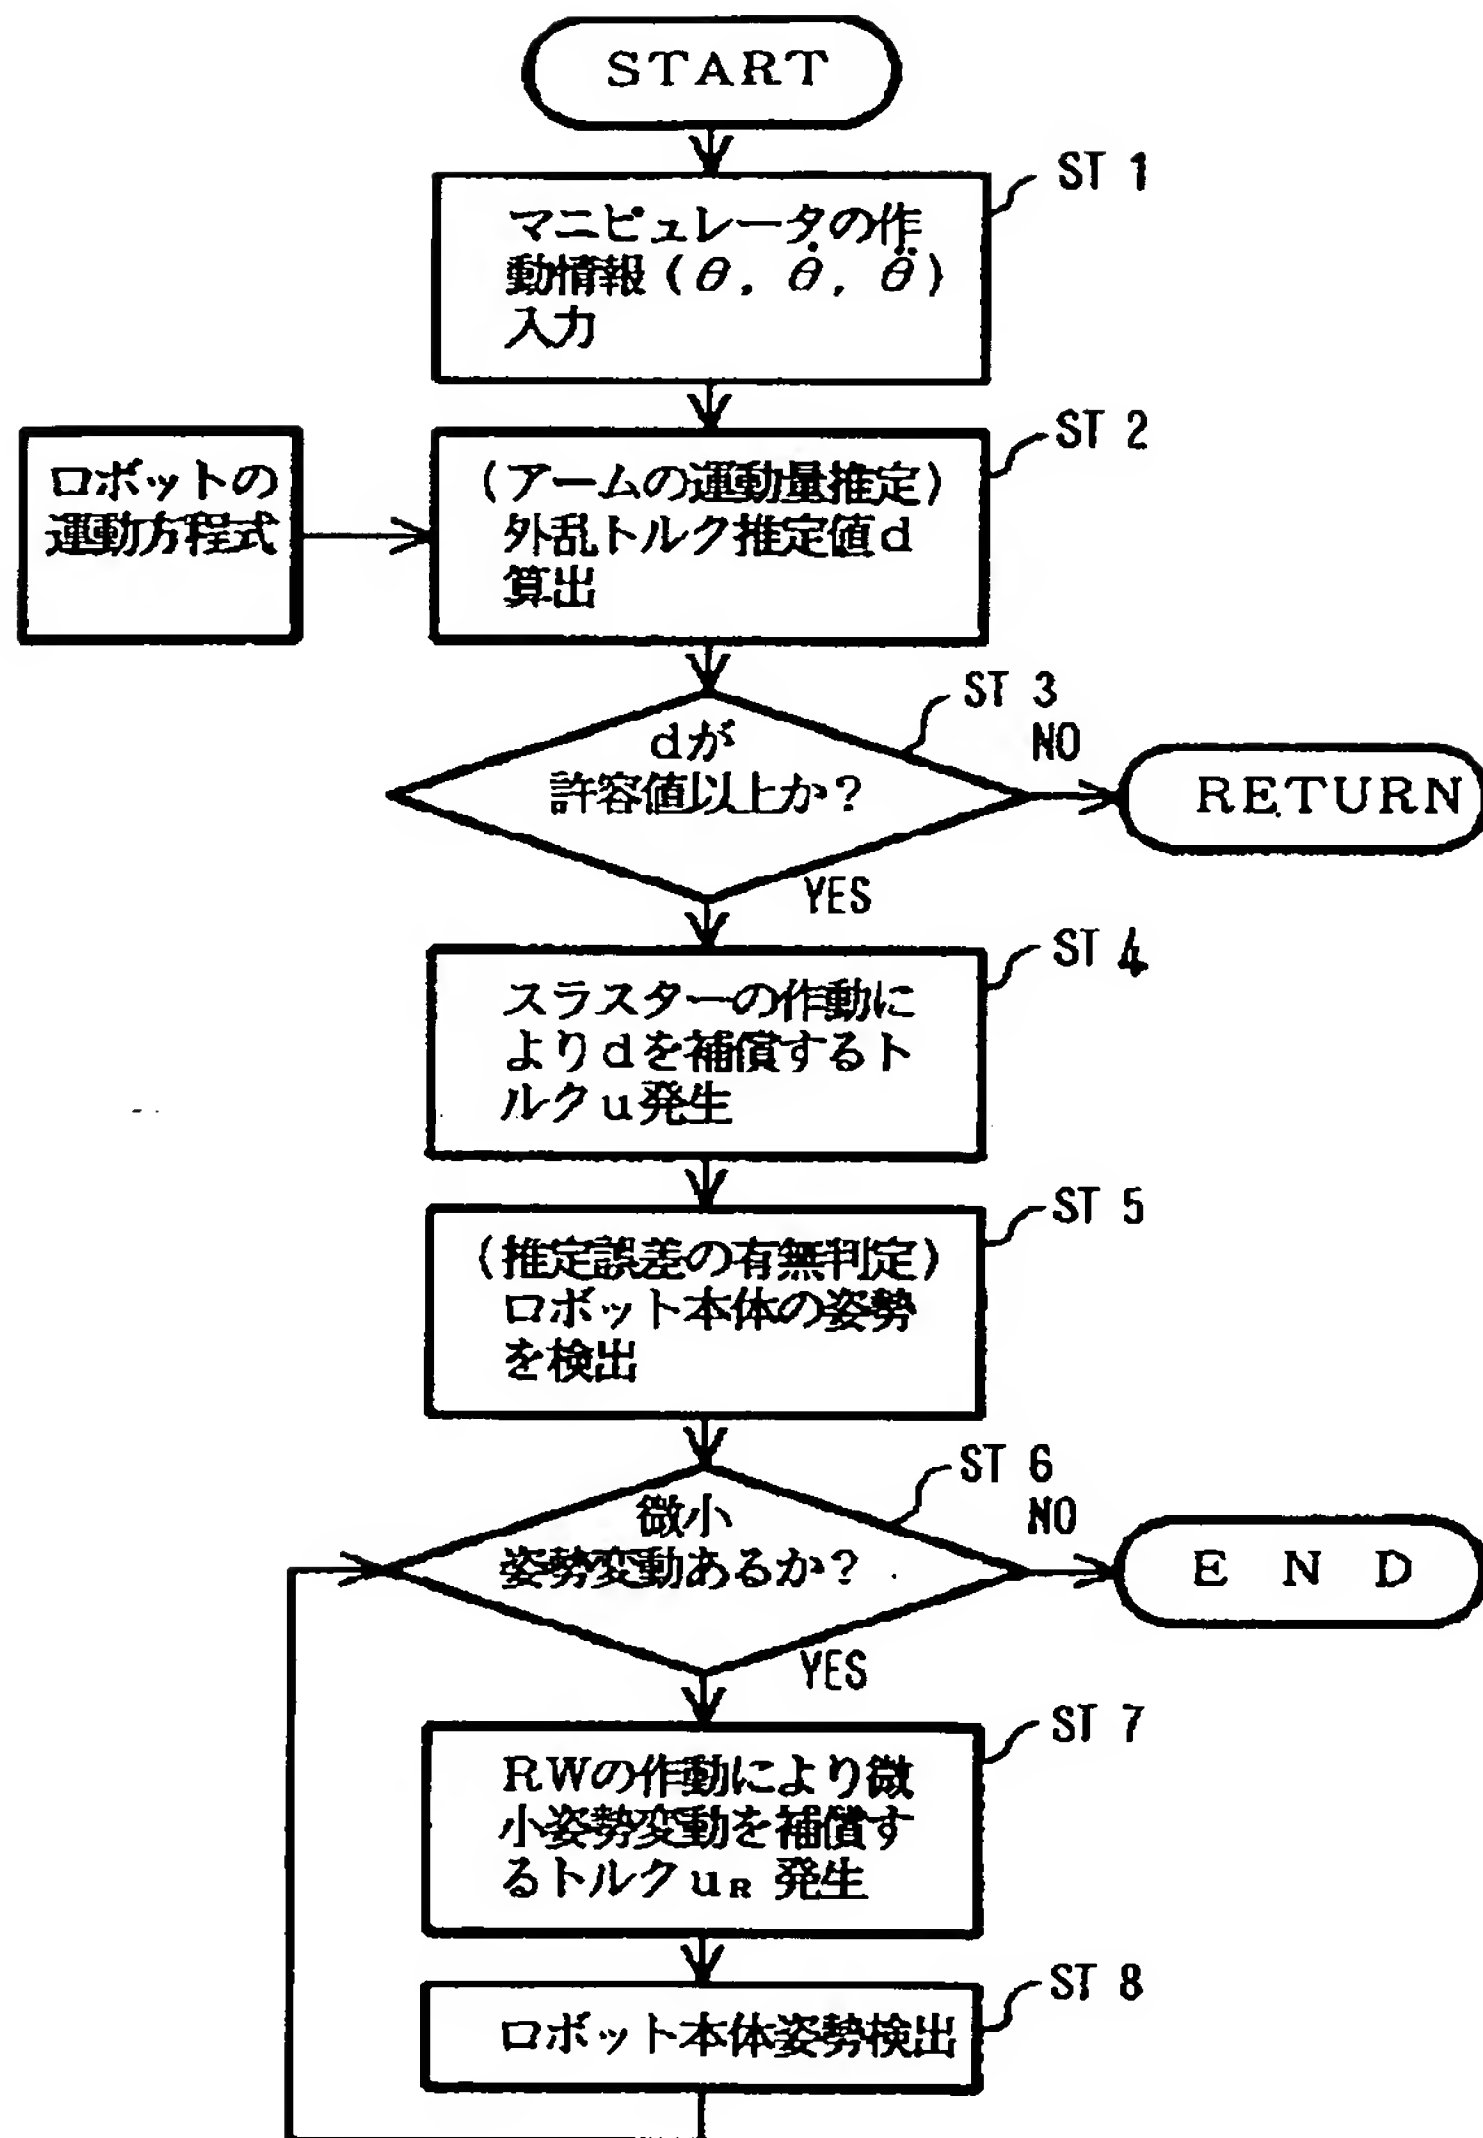 START
ST 1
マニピュレータの作
動情報(θ, θ̇, θ̈)
入力
ST 2
ロボットの
運動方程式
(アームの運動量推定)
外乱トルク推定値d
算出
ST 3
NO
dが
許容値以上か?
RETURN
YES
ST 4
スラスターの作動に
よりdを補償するト
ルクu発生
ST 5
(推定誤差の有無判定)
ロボット本体の姿勢
を検出
ST 6
NO
微小
姿勢変動あるか?
END
YES
ST 7
RWの作動により微
小姿勢変動を補償す
るトルクuR 発生
ST 8
ロボット本体姿勢検出